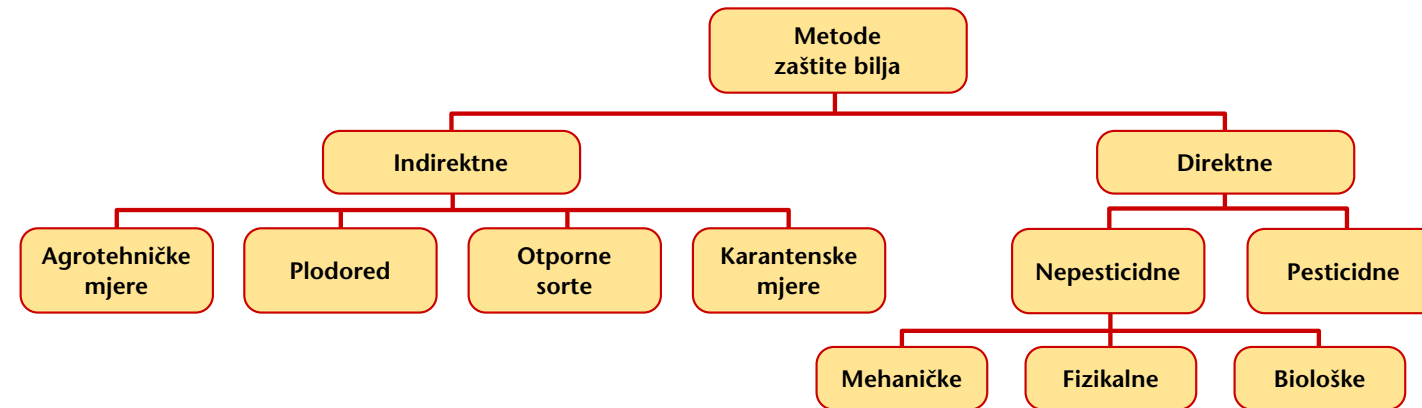 Metode
zaštite bilja
Indirektne
Direktne
Agrotehničke
mjere
Plodored
Otporne
sorte
Karantenske
mjere
Nepesticidne
Pesticidne
Mehaničke
Fizikalne
Biološke